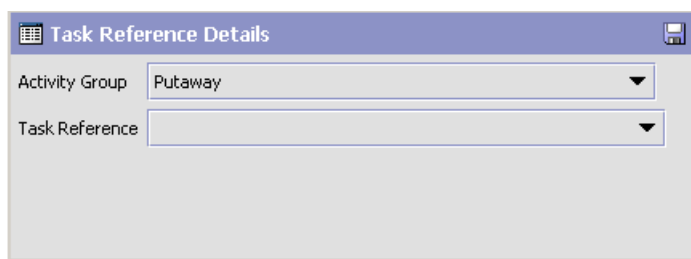 Task Reference Details
Activity Group Putaway
Task Reference